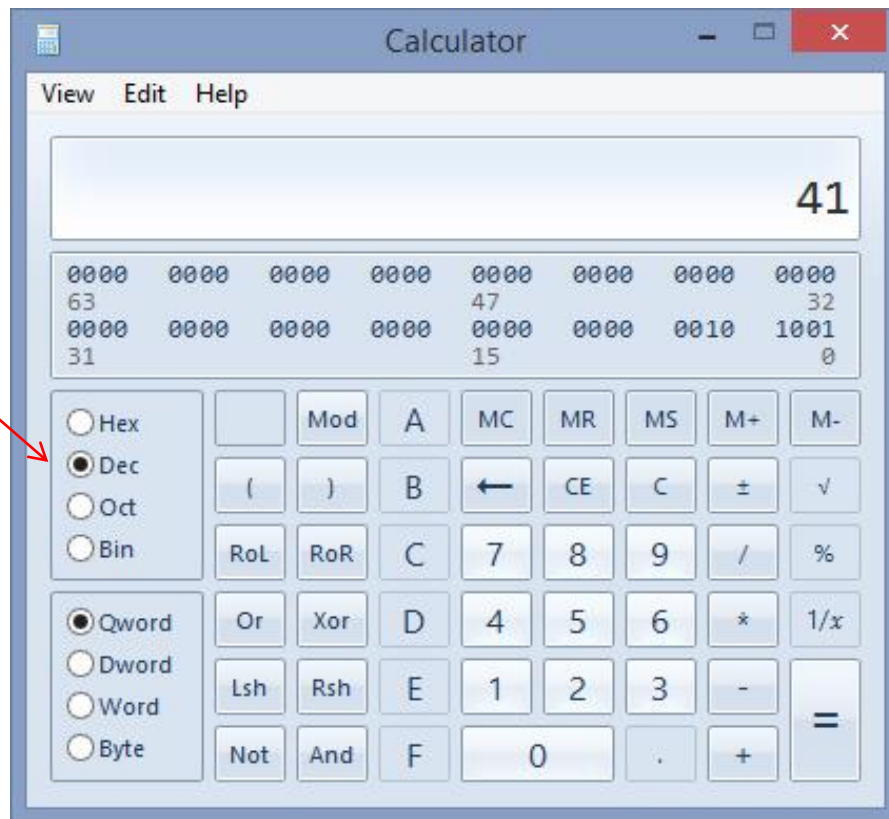 Calculator
View Edit Help
41
0000 0000 0000 0000 0000 0000 0000 0000
63 47 32
0000 0000 0000 0000 0000 0000 0010 1001
31 15 0
Hex Mod A MC MR MS M+ M-
Dec ( ) B ← CE C ± √
Oct
Bin RoL RoR C 7 8 9 / %
Qword Or Xor D 4 5 6 * 1/x
Dword Lsh Rsh E 1 2 3 - =
Word
Byte Not And F 0 . +